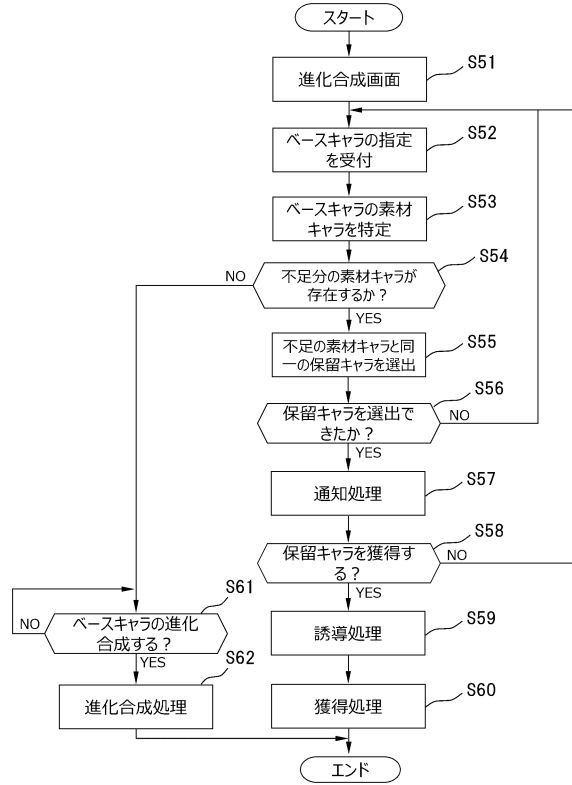 スタート
進化合成画面
S51
ベースキャラの指定
を受付
S52
ベースキャラの素材
キャラを特定
S53
不足分の素材キャラが
存在するか？
S54
NO
YES
不足の素材キャラと同
一の保留キャラを選出
S55
保留キャラを選出で
きたか？
S56
NO
YES
通知処理
S57
保留キャラを獲得す
る？
S58
NO
YES
誘導処理
S59
獲得処理
S60
ベースキャラの進化
合成する？
S61
NO
YES
進化合成処理
S62
エンド